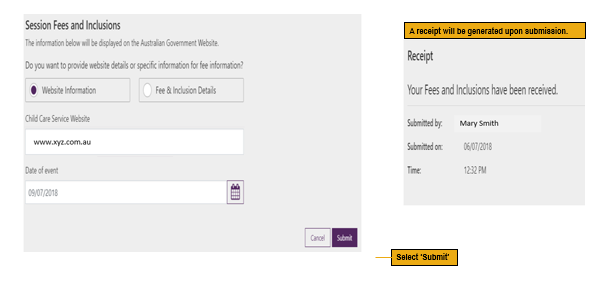 Session Fees and Inclusions
The information below will be displayed on the Australian Government Website.
Do you want to provide website details or specific information for fee information?
Website Information
Fee & Inclusion Details
Child Care Service Website
www.xyz.com.au
Date of event
09/07/2018
Cancel
Submit
Select 'Submit'
A receipt will be generated upon submission.
Receipt
Your Fees and Inclusions have been received.
Submitted by: Mary Smith
Submitted on: 06/07/2018
Time: 12:32 PM